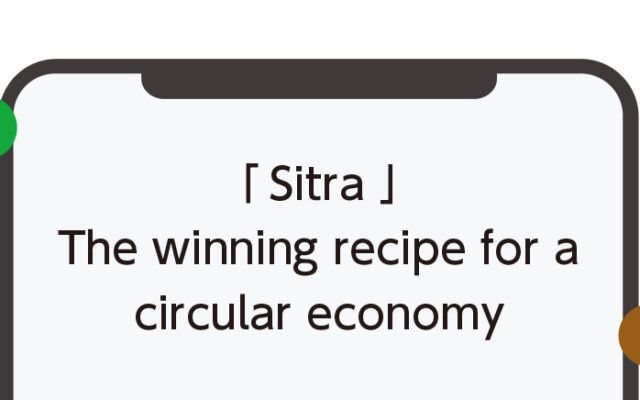 「 Sitra 」
The winning recipe for a
circular economy